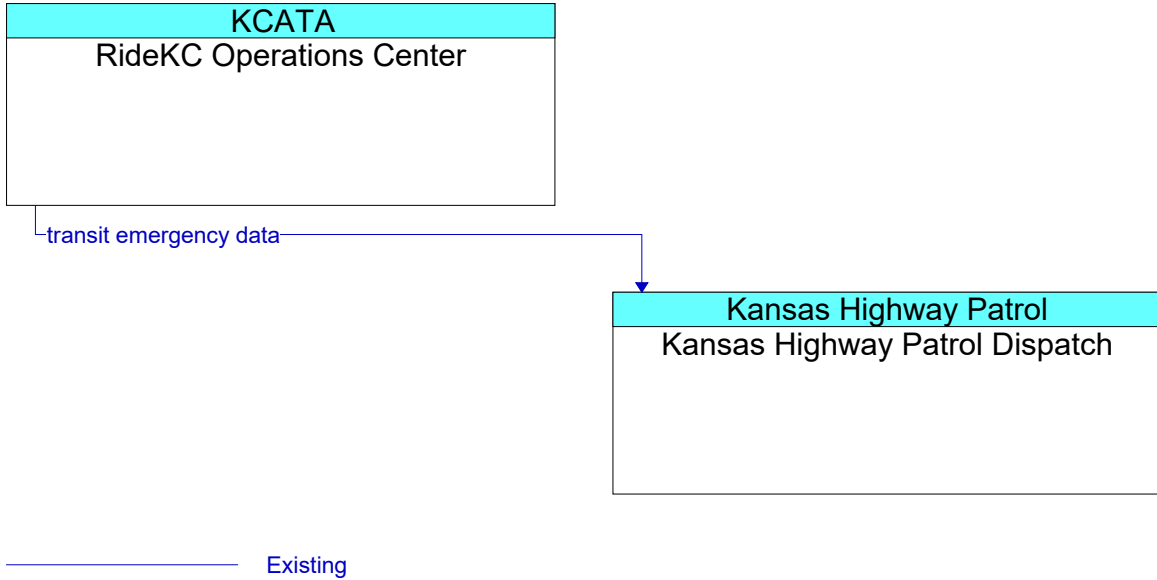 KCATA
RideKC Operations Center
transit emergency data
Kansas Highway Patrol
Kansas Highway Patrol Dispatch
Existing